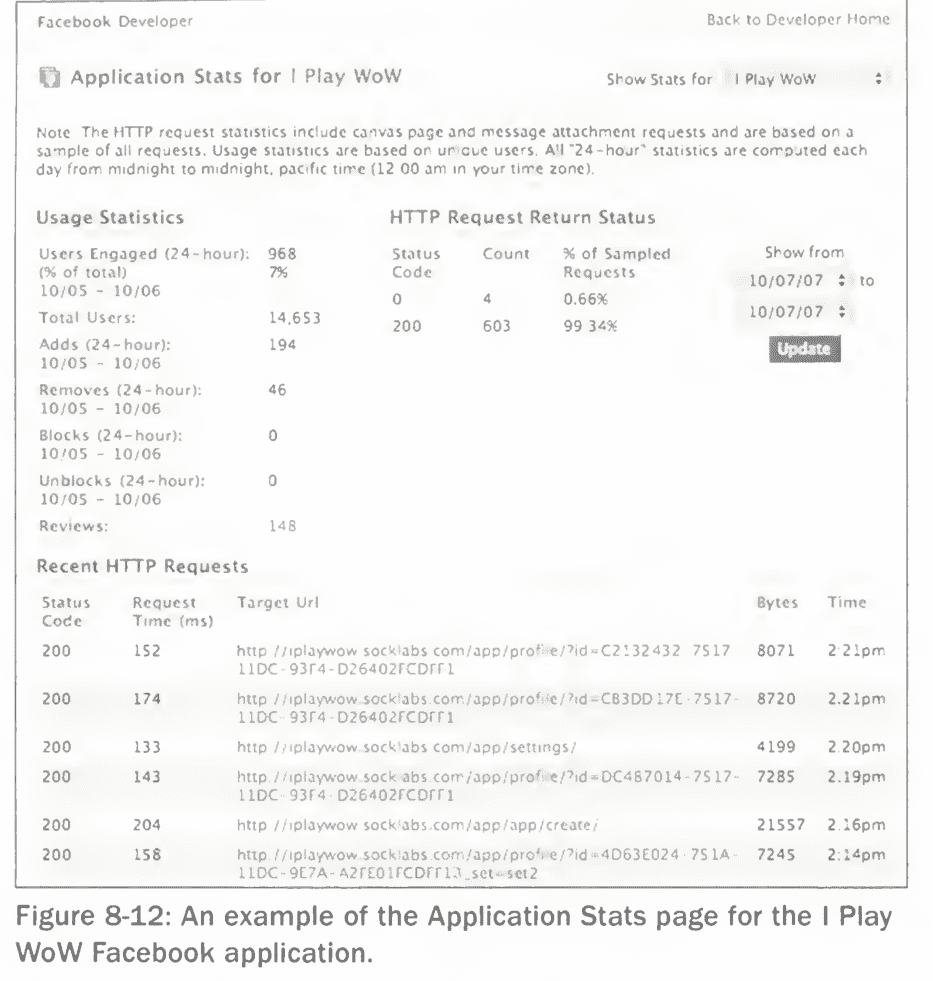 Facebook Developer
Back to Developer Home
Application Stats for I Play WoW
Show Stats for I Play WoW
Note The HTTP request statistics include canvas page and message attachment requests and are based on a
sample of all requests. Usage statistics are based on unique users. All "24-hour" statistics are computed each
day from midnight to midnight, pacific time (12 00 am in your time zone).
Usage Statistics
Users Engaged (24-hour): 968
(% of total) 7%
10/05 - 10/06
Total Users: 14,653
Adds (24-hour): 194
10/05 - 10/06
Removes (24-hour): 46
10/05 - 10/06
Blocks (24-hour): 0
10/05 - 10/06
Unblocks (24-hour): 0
10/05 - 10/06
Reviews: 148
HTTP Request Return Status
Status Count % of Sampled
Code Requests
0 4 0.66%
200 603 99 34%
Show from
10/07/07 to
10/07/07
Update
Recent HTTP Requests
Status Request Target Url Bytes Time
Code Time (ms)
200 152 http //iplaywow socklabs com/app/profile/?id=C2132432 7517 8071 2:21pm
11DC-93F4-D26402FCDFF1
200 174 http //iplaywow.socklabs.com/app/profile/?id=CB3DD17E-7517- 8720 2.21pm
11DC-93F4-D26402FCDFF1
200 133 http //iplaywow.socklabs com/app/settings/ 4199 2.20pm
200 143 http //iplaywow.socklabs.com/app/profile/?id=DC487014-7517- 7285 2.19pm
11DC-93F4-D26402FCDFF1
200 204 http //iplaywow socklabs.com/app/app/create/ 21557 2.16pm
200 158 http.//iplaywow.socklabs.com/app/profile/?id=4D63E024-751A- 7245 2:14pm
11DC-9E7A-A2FE01FCDFF13_set=set2
Figure 8-12: An example of the Application Stats page for the I Play
WoW Facebook application.